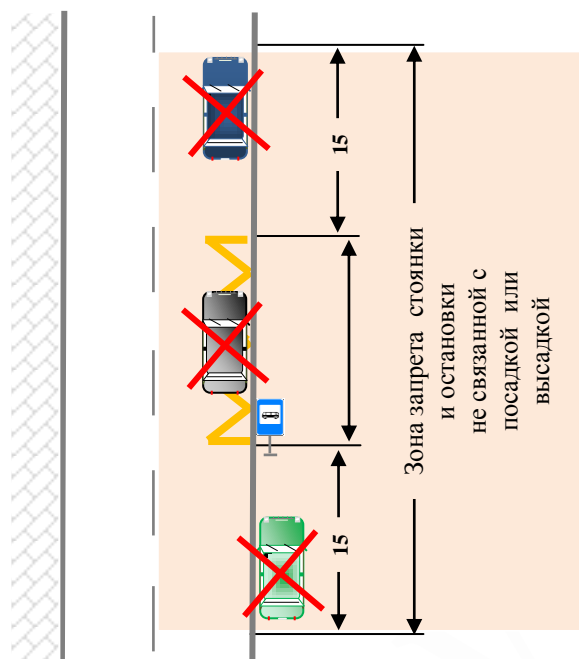 15
15
Зона запрета стоянки
и остановки
не связанной с
посадкой или
высадкой